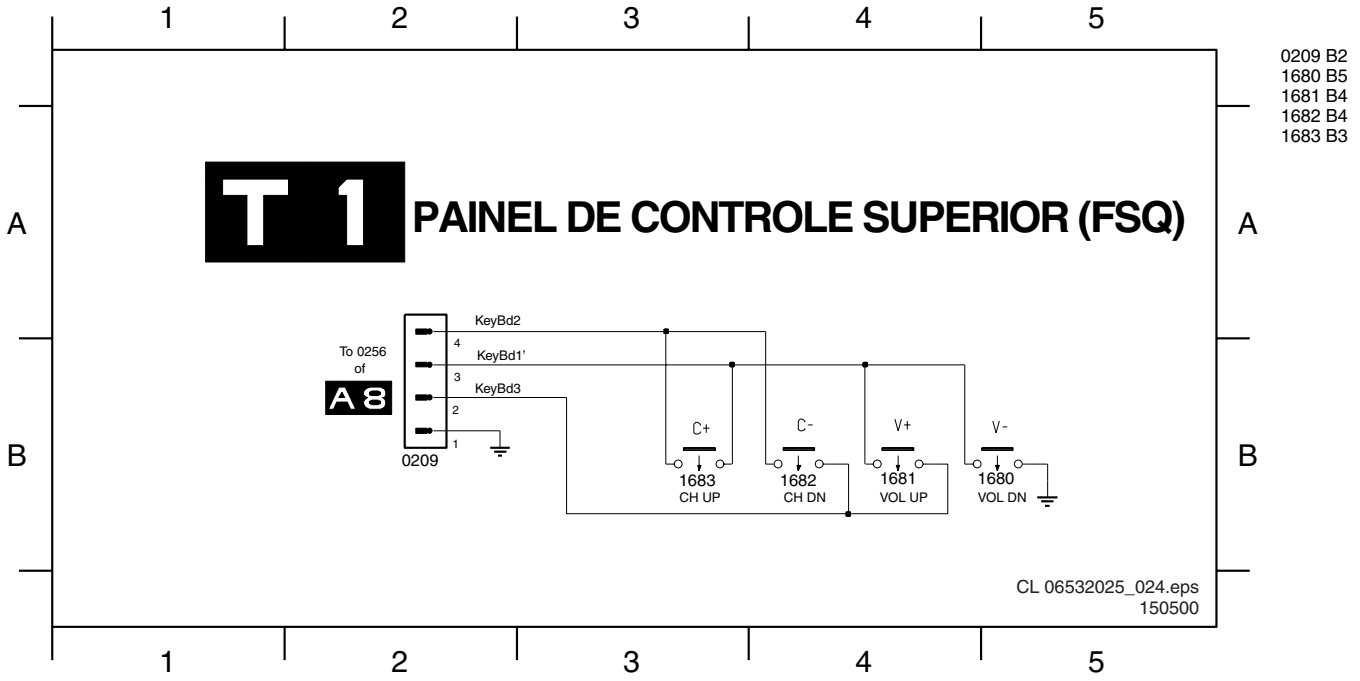 1 2 3 4 5
0209 B2
1680 B5
1681 B4
1682 B4
1683 B3
A
T 1 PAINEL DE CONTROLE SUPERIOR (FSQ)
A
KeyBd2
4
To 0256
of
A8
KeyBd1'
3
KeyBd3
2
1
0209
B
C+ C- V+ V-
1683 1682 1681 1680
CH UP CH DN VOL UP VOL DN
B
CL 06532025_024.eps
150500
1 2 3 4 5